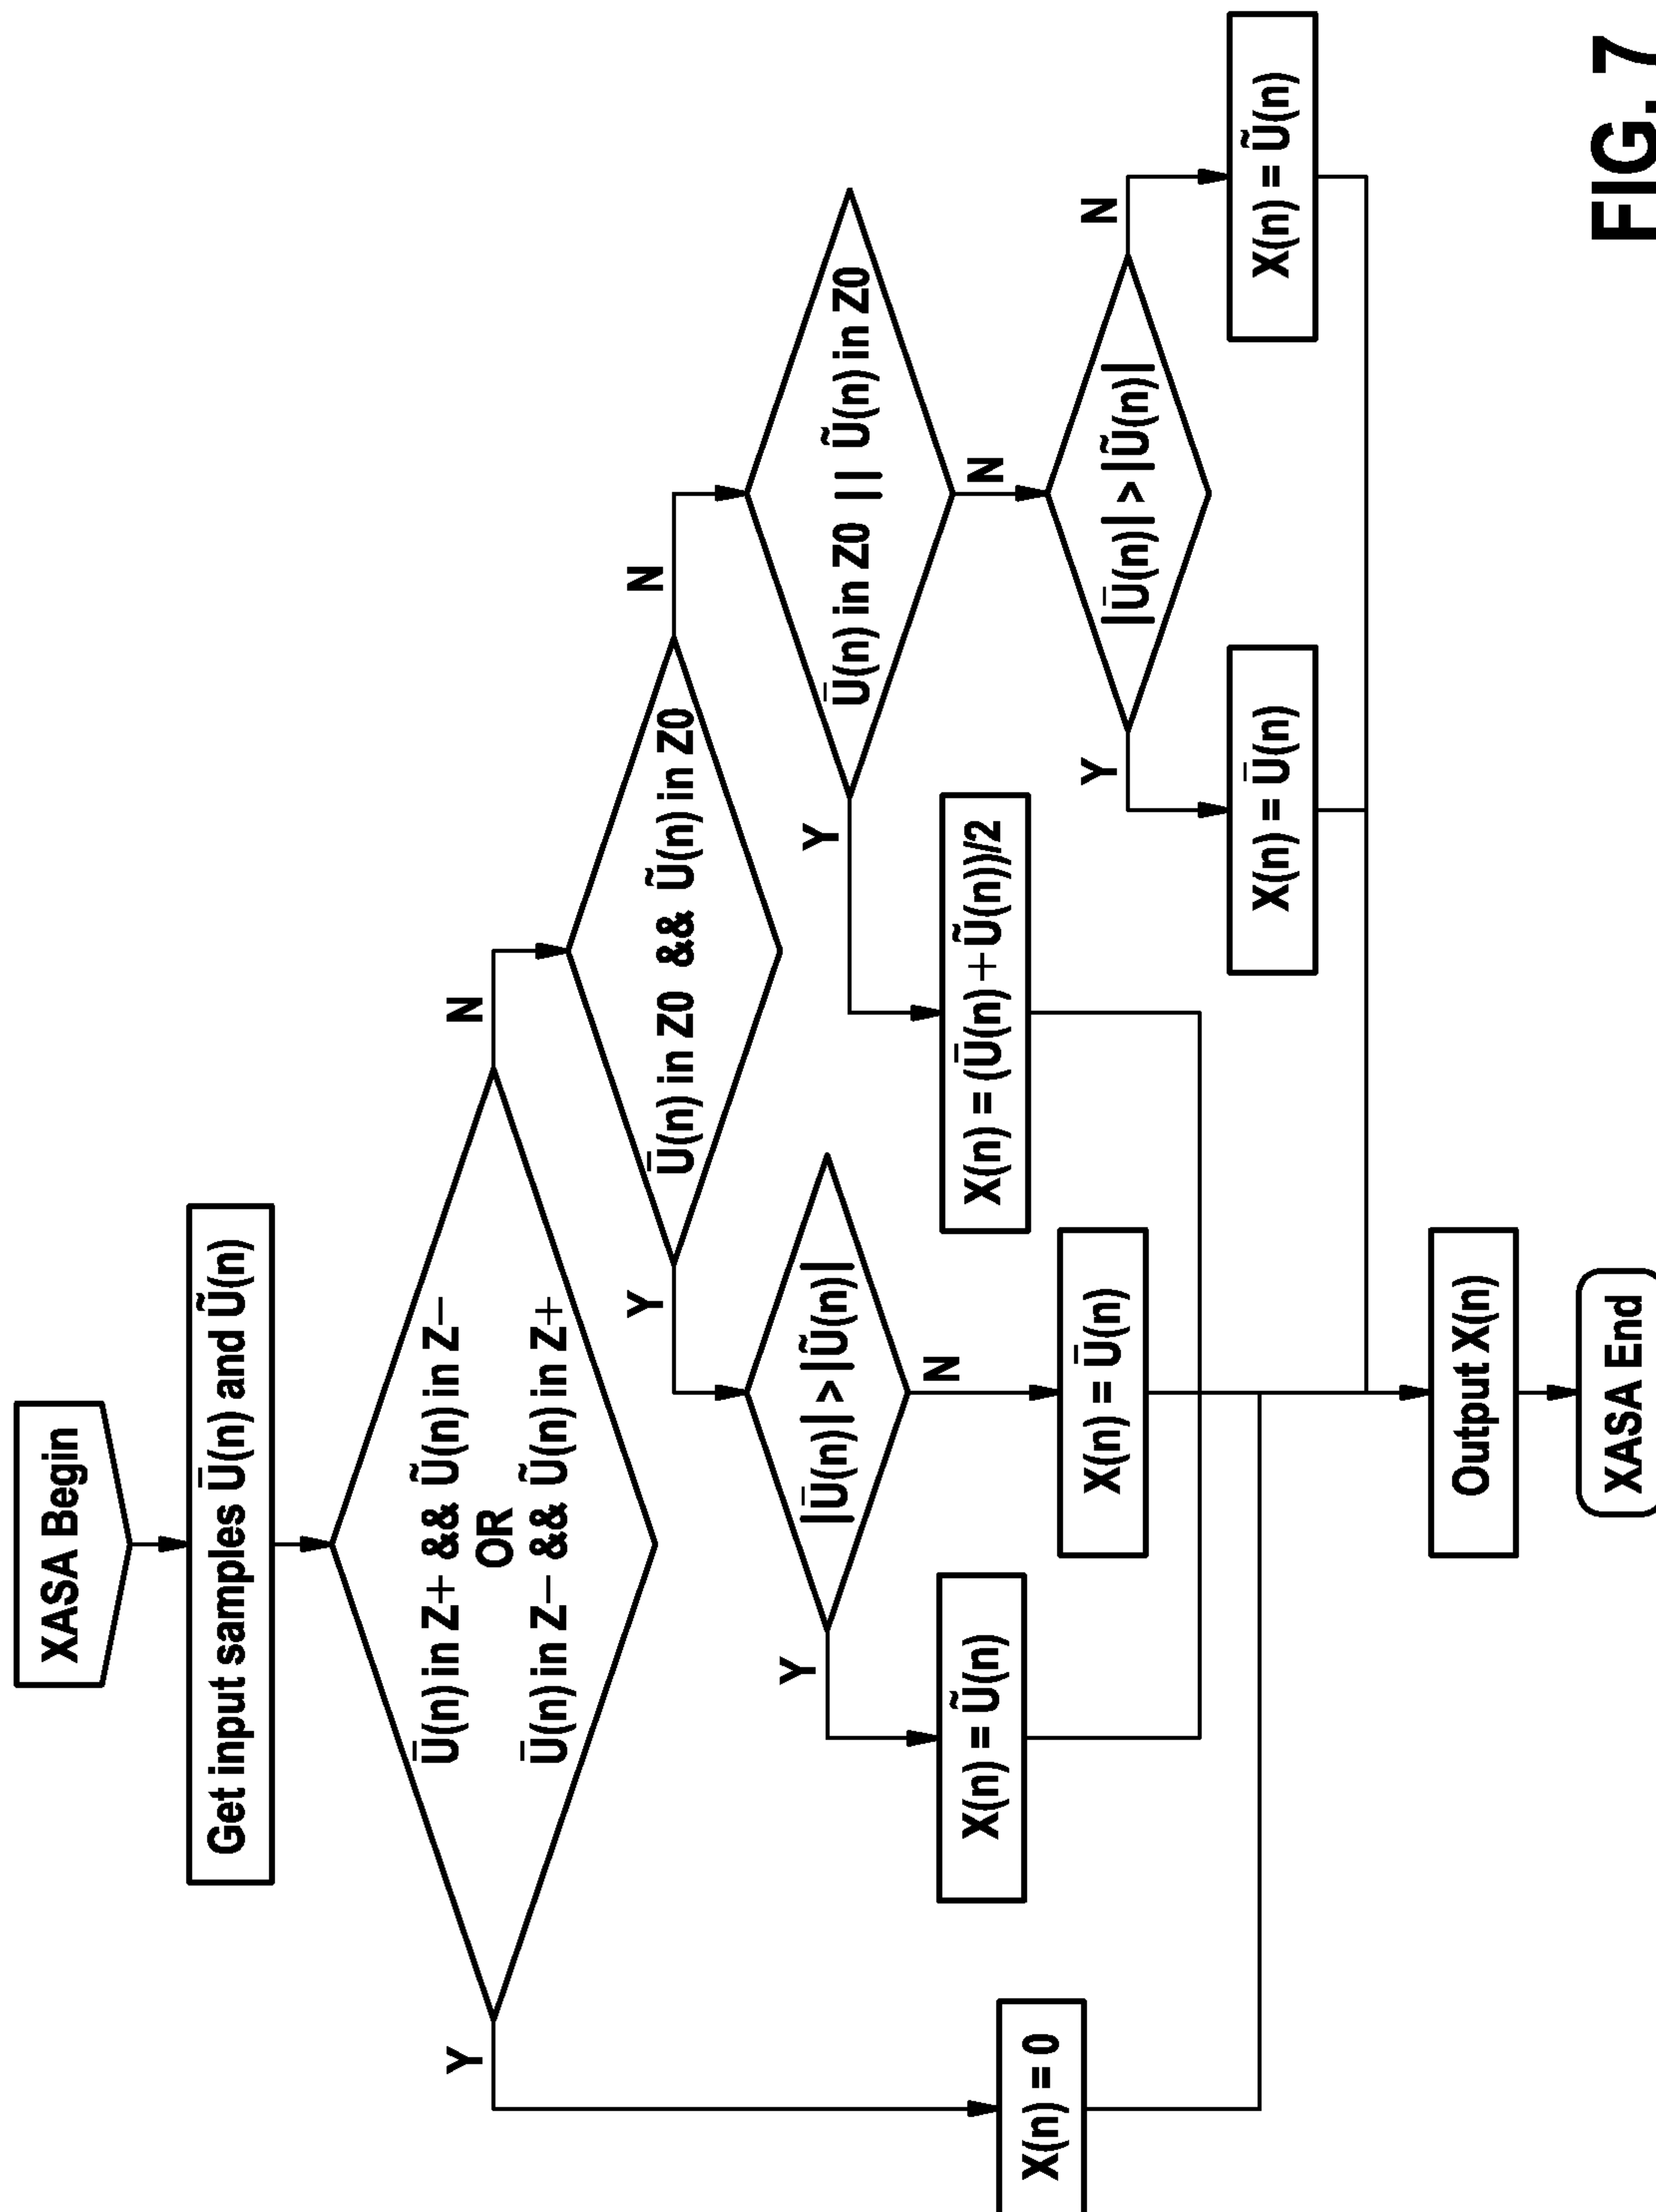 XASA Begin
Get input samples Ū(n) and Ũ(n)
Ū(n) in Z+ && Ũ(n) in Z−
OR
Ū(n) in Z− && Ũ(n) in Z+
Y
N
X(n) = 0
Ū(n) in Z0 && Ũ(n) in Z0
Y
N
|Ū(n)| > |Ũ(n)|
Y
N
X(n) = Ũ(n)
X(n) = Ū(n)
Ū(n) in Z0 || Ũ(n) in Z0
Y
N
X(n) = (Ū(n)+Ũ(n))/2
|Ū(n)| > |Ũ(n)|
Y
N
X(n) = Ū(n)
X(n) = Ũ(n)
Output X(n)
XASA End
FIG. 7